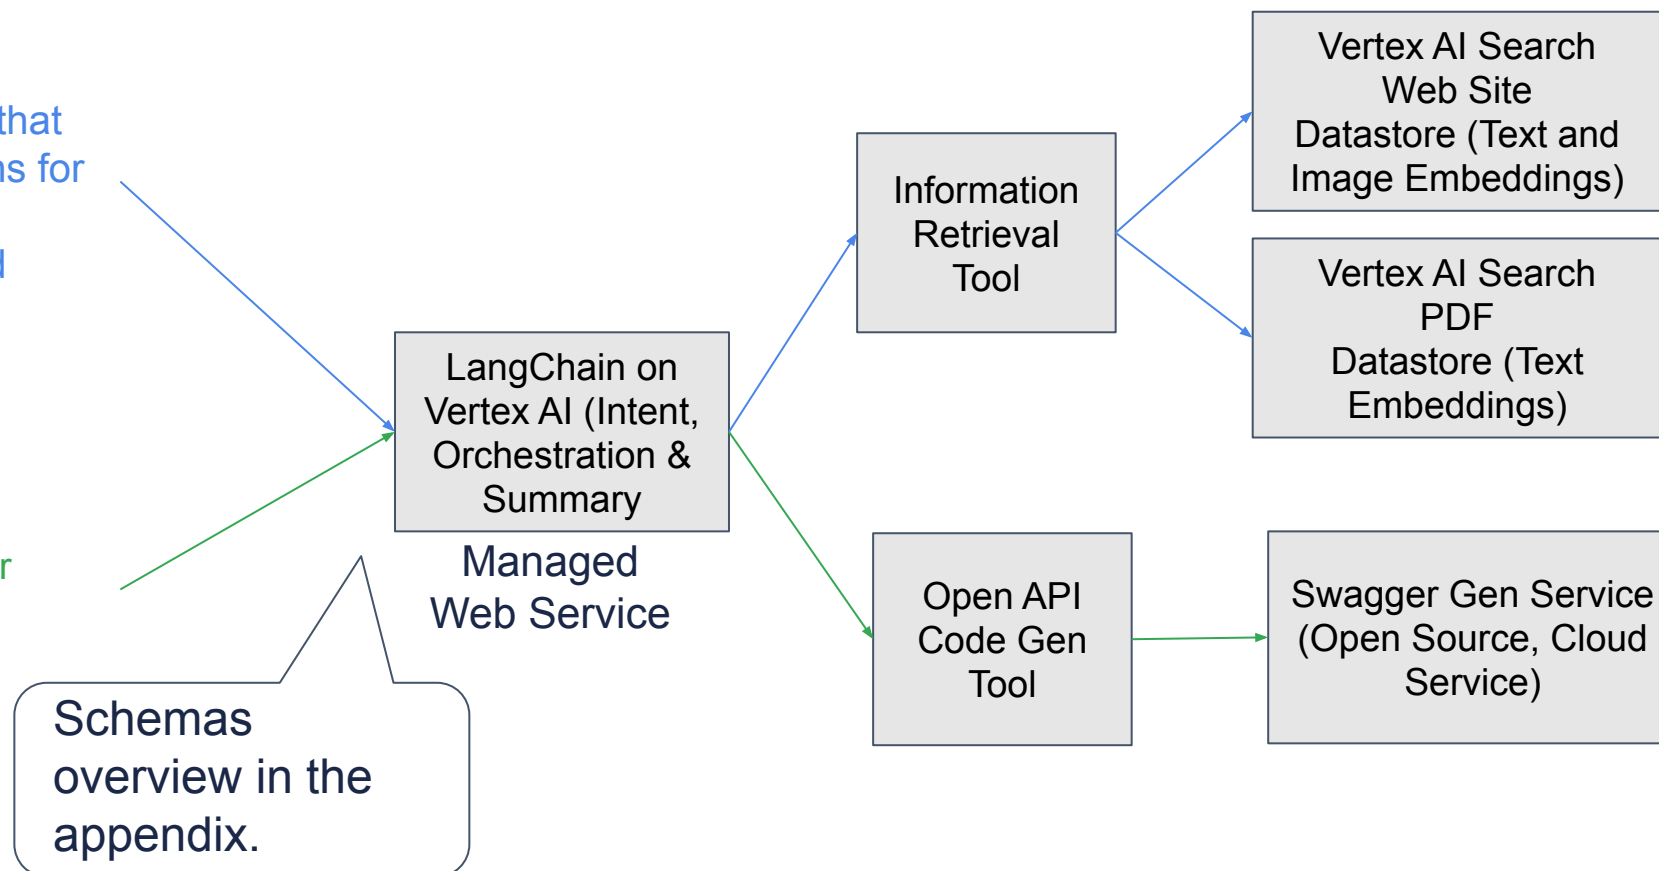 that
ns for
d
r
LangChain on
Vertex AI (Intent,
Orchestration &
Summary
Managed
Web Service
Schemas
overview in the
appendix.
Information
Retrieval
Tool
Vertex AI Search
Web Site
Datastore (Text and
Image Embeddings)
Vertex AI Search
PDF
Datastore (Text
Embeddings)
Open API
Code Gen
Tool
Swagger Gen Service
(Open Source, Cloud
Service)